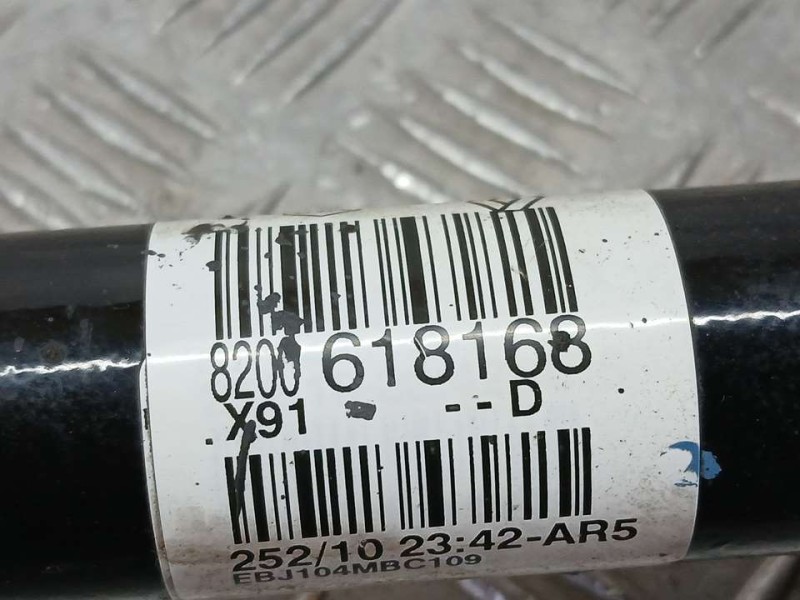 8200 618168
X91 -- D
252/10 23:42-AR5
EBJ104MBC109